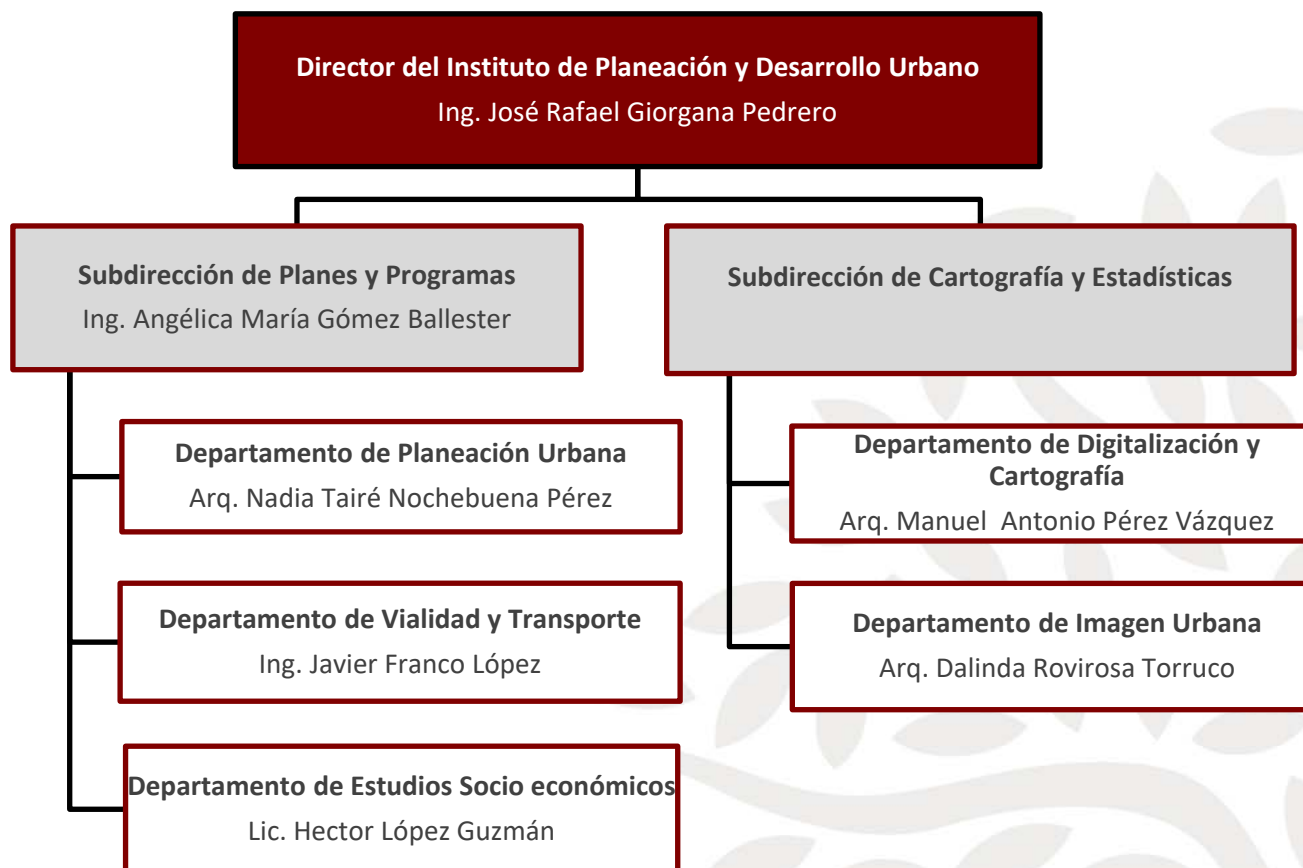 Director del Instituto de Planeación y Desarrollo Urbano
Ing. José Rafael Giorgana Pedrero
Subdirección de Planes y Programas
Ing. Angélica María Gómez Ballester
Subdirección de Cartografía y Estadísticas
Departamento de Planeación Urbana
Arq. Nadia Tairé Nochebuena Pérez
Departamento de Vialidad y Transporte
Ing. Javier Franco López
Departamento de Estudios Socio económicos
Lic. Hector López Guzmán
Departamento de Digitalización y
Cartografía
Arq. Manuel  Antonio Pérez Vázquez
Departamento de Imagen Urbana
Arq. Dalinda Rovirosa Torruco